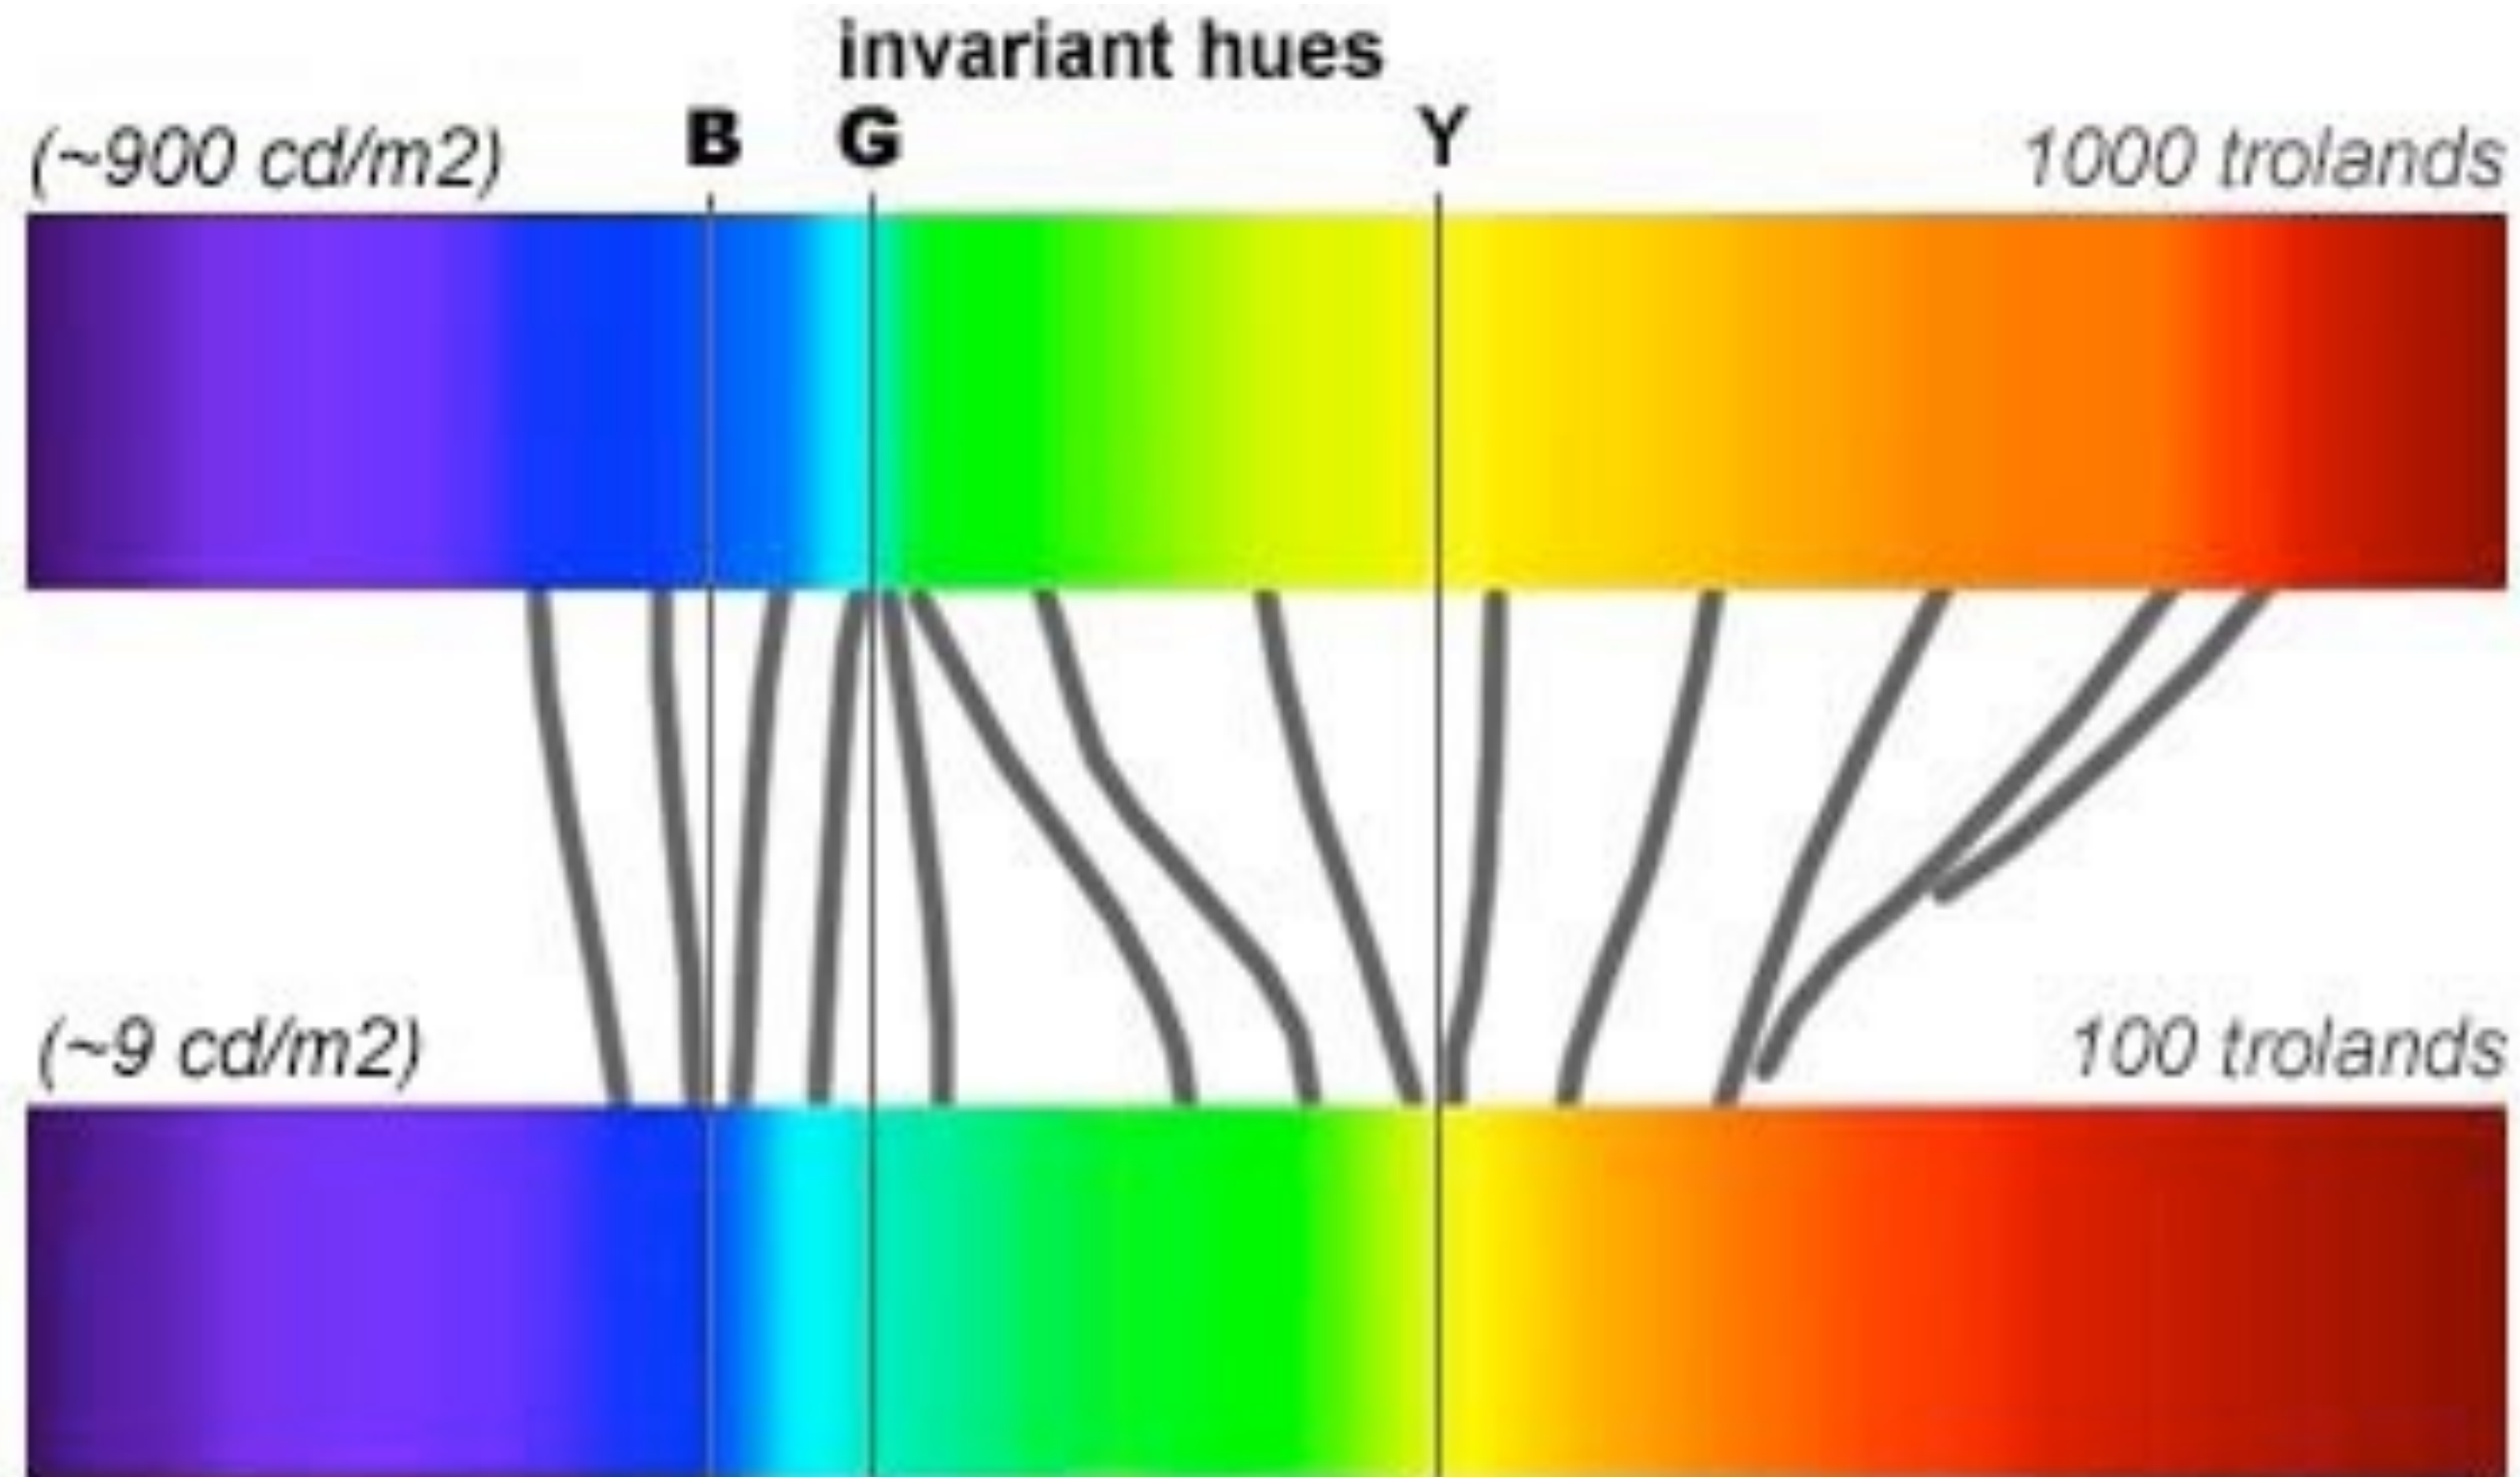 invariant hues
B G Y
(~900 cd/m2) 1000 trolands
(~9 cd/m2) 100 trolands